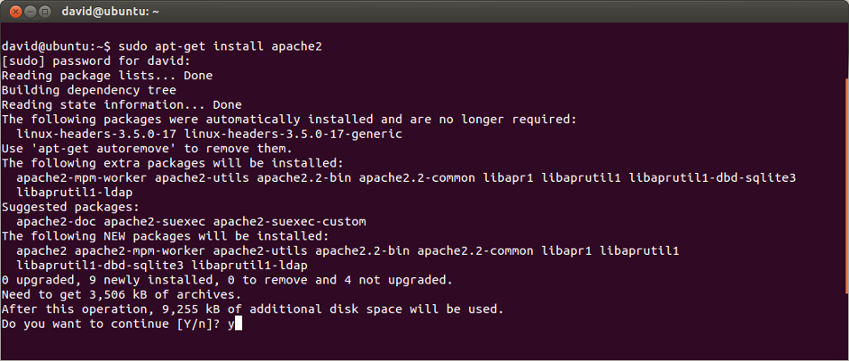 david@ubuntu: ~
david@ubuntu:~$ sudo apt-get install apache2
[sudo] password for david:
Reading package lists... Done
Building dependency tree
Reading state information... Done
The following packages were automatically installed and are no longer required:
  linux-headers-3.5.0-17 linux-headers-3.5.0-17-generic
Use 'apt-get autoremove' to remove them.
The following extra packages will be installed:
  apache2-mpm-worker apache2-utils apache2.2-bin apache2.2-common libapr1 libaprutil1 libaprutil1-dbd-sqlite3
  libaprutil1-ldap
Suggested packages:
  apache2-doc apache2-suexec apache2-suexec-custom
The following NEW packages will be installed:
  apache2 apache2-mpm-worker apache2-utils apache2.2-bin apache2.2-common libapr1 libaprutil1
  libaprutil1-dbd-sqlite3 libaprutil1-ldap
0 upgraded, 9 newly installed, 0 to remove and 4 not upgraded.
Need to get 3,506 kB of archives.
After this operation, 9,255 kB of additional disk space will be used.
Do you want to continue [Y/n]? y